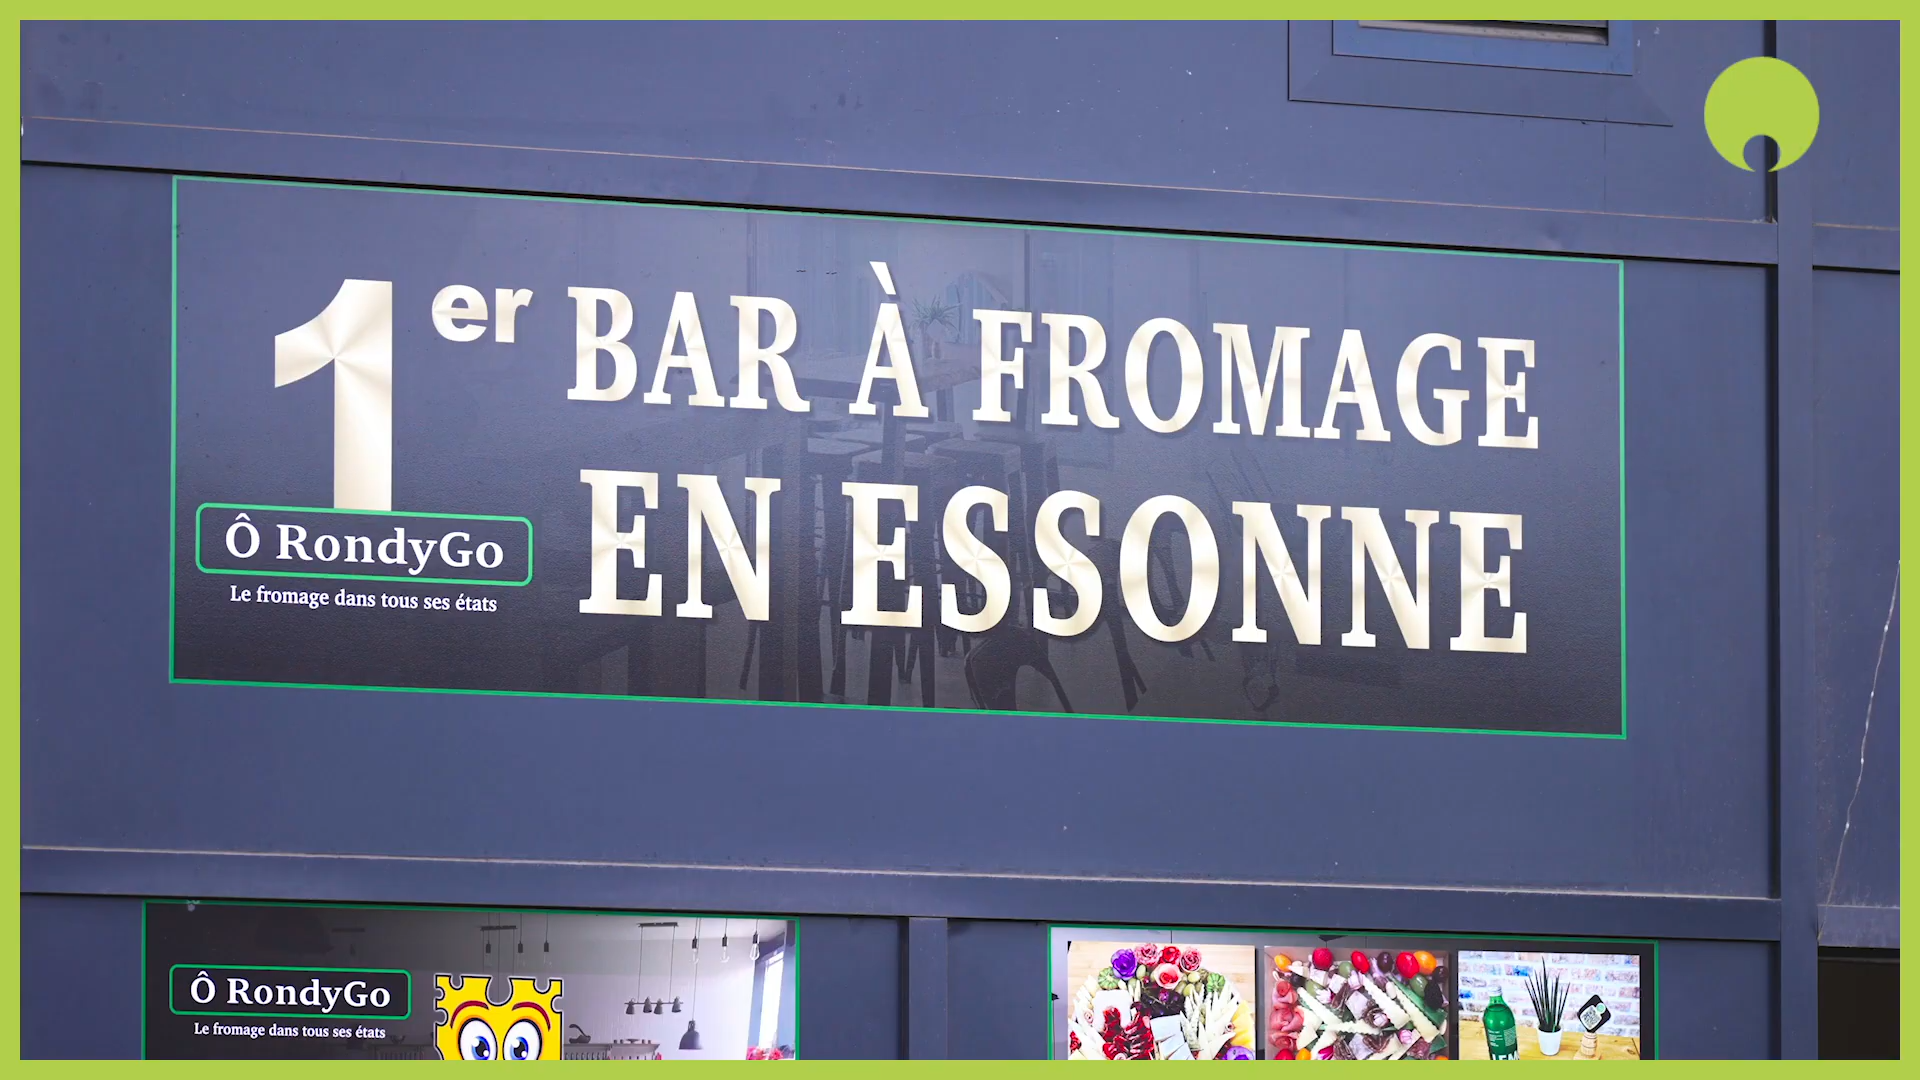 1er BAR À FROMAGE
EN ESSONNE
Ô RondyGo
Le fromage dans tous ses états
Ô RondyGo
Le fromage dans tous ses états